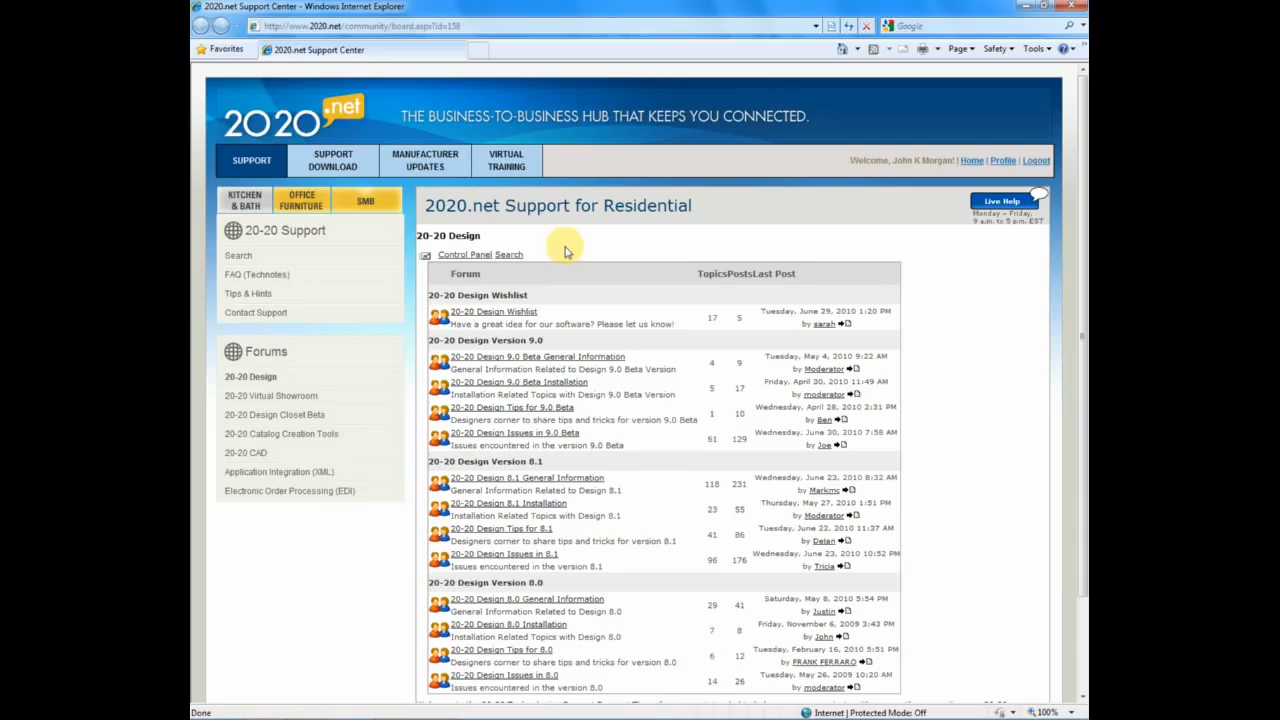 2020.net Support Center - Windows Internet Explorer
http://www.2020.net/community/board.aspx?id=158
Google
Favorites
2020.net Support Center
Page
Safety
Tools
2020.net
THE BUSINESS-TO-BUSINESS HUB THAT KEEPS YOU CONNECTED.
SUPPORT
SUPPORT DOWNLOAD
MANUFACTURER UPDATES
VIRTUAL TRAINING
Welcome, John K Morgan! | Home | Profile | Logout
KITCHEN & BATH
OFFICE FURNITURE
SMB
20-20 Support
Search
FAQ (Technotes)
Tips & Hints
Contact Support
Forums
20-20 Design
20-20 Virtual Showroom
20-20 Design Closet Beta
20-20 Catalog Creation Tools
20-20 CAD
Application Integration (XML)
Electronic Order Processing (EDI)
2020.net Support for Residential
Live Help
Monday - Friday,
9 a.m. to 5 p.m. EST
20-20 Design
Control Panel Search
Forum TopicsPostsLast Post
20-20 Design Wishlist
20-20 Design Wishlist
Have a great idea for our software? Please let us know!
17 5 Tuesday, June 29, 2010 1:20 PM
by sarah
20-20 Design Version 9.0
20-20 Design 9.0 Beta General Information
General Information Related to Design 9.0 Beta Version
4 9 Tuesday, May 4, 2010 9:22 AM
by Moderator
20-20 Design 9.0 Beta Installation
Installation Related Topics with Design 9.0 Beta Version
5 17 Friday, April 30, 2010 11:49 AM
by moderator
20-20 Design Tips for 9.0 Beta
Designers corner to share tips and tricks for version 9.0 Beta
1 10 Wednesday, April 28, 2010 2:31 PM
by Ben
20-20 Design Issues in 9.0 Beta
Issues encountered in the version 9.0 Beta
61 129 Wednesday, June 30, 2010 7:58 AM
by Joe
20-20 Design Version 8.1
20-20 Design 8.1 General Information
General Information Related to Design 8.1
118 231 Wednesday, June 23, 2010 8:32 AM
by Markmc
20-20 Design 8.1 Installation
Installation Related Topics with Design 8.1
23 55 Thursday, May 27, 2010 1:51 PM
by Moderator
20-20 Design Tips for 8.1
Designers corner to share tips and tricks for version 8.1
41 86 Tuesday, June 22, 2010 11:37 AM
by Dejan
20-20 Design Issues in 8.1
Issues encountered in version 8.1
96 176 Wednesday, June 23, 2010 10:52 PM
by Tricia
20-20 Design Version 8.0
20-20 Design 8.0 General Information
General Information Related to Design 8.0
29 41 Saturday, May 8, 2010 5:54 PM
by Justin
20-20 Design 8.0 Installation
Installation Related Topics with Design 8.0
7 8 Friday, November 6, 2009 3:43 PM
by John
20-20 Design Tips for 8.0
Designers corner to share tips and tricks for version 8.0
6 12 Tuesday, February 16, 2010 5:51 PM
by FRANK FERRARO
20-20 Design Issues in 8.0
Issues encountered in version 8.0
14 26 Tuesday, May 26, 2009 10:20 AM
by moderator
Done
Internet | Protected Mode: Off
100%